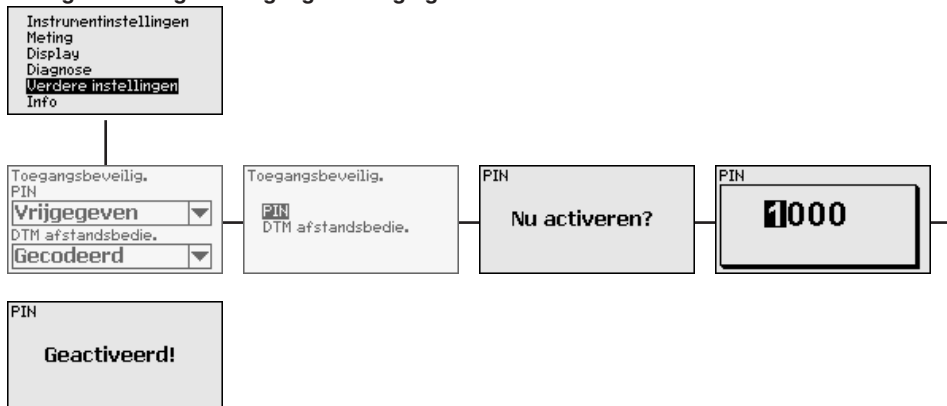 Instrumentinstellingen
Meting
Display
Diagnose
Verdere instellingen
Info
Toegangsbeveilig.
PIN
Vrijgegeven
DTM afstandsbedie.
Gecodeerd
Toegangsbeveilig.
PIN
DTM afstandsbedie.
PIN
Nu activeren?
PIN
1000
PIN
Geactiveerd!